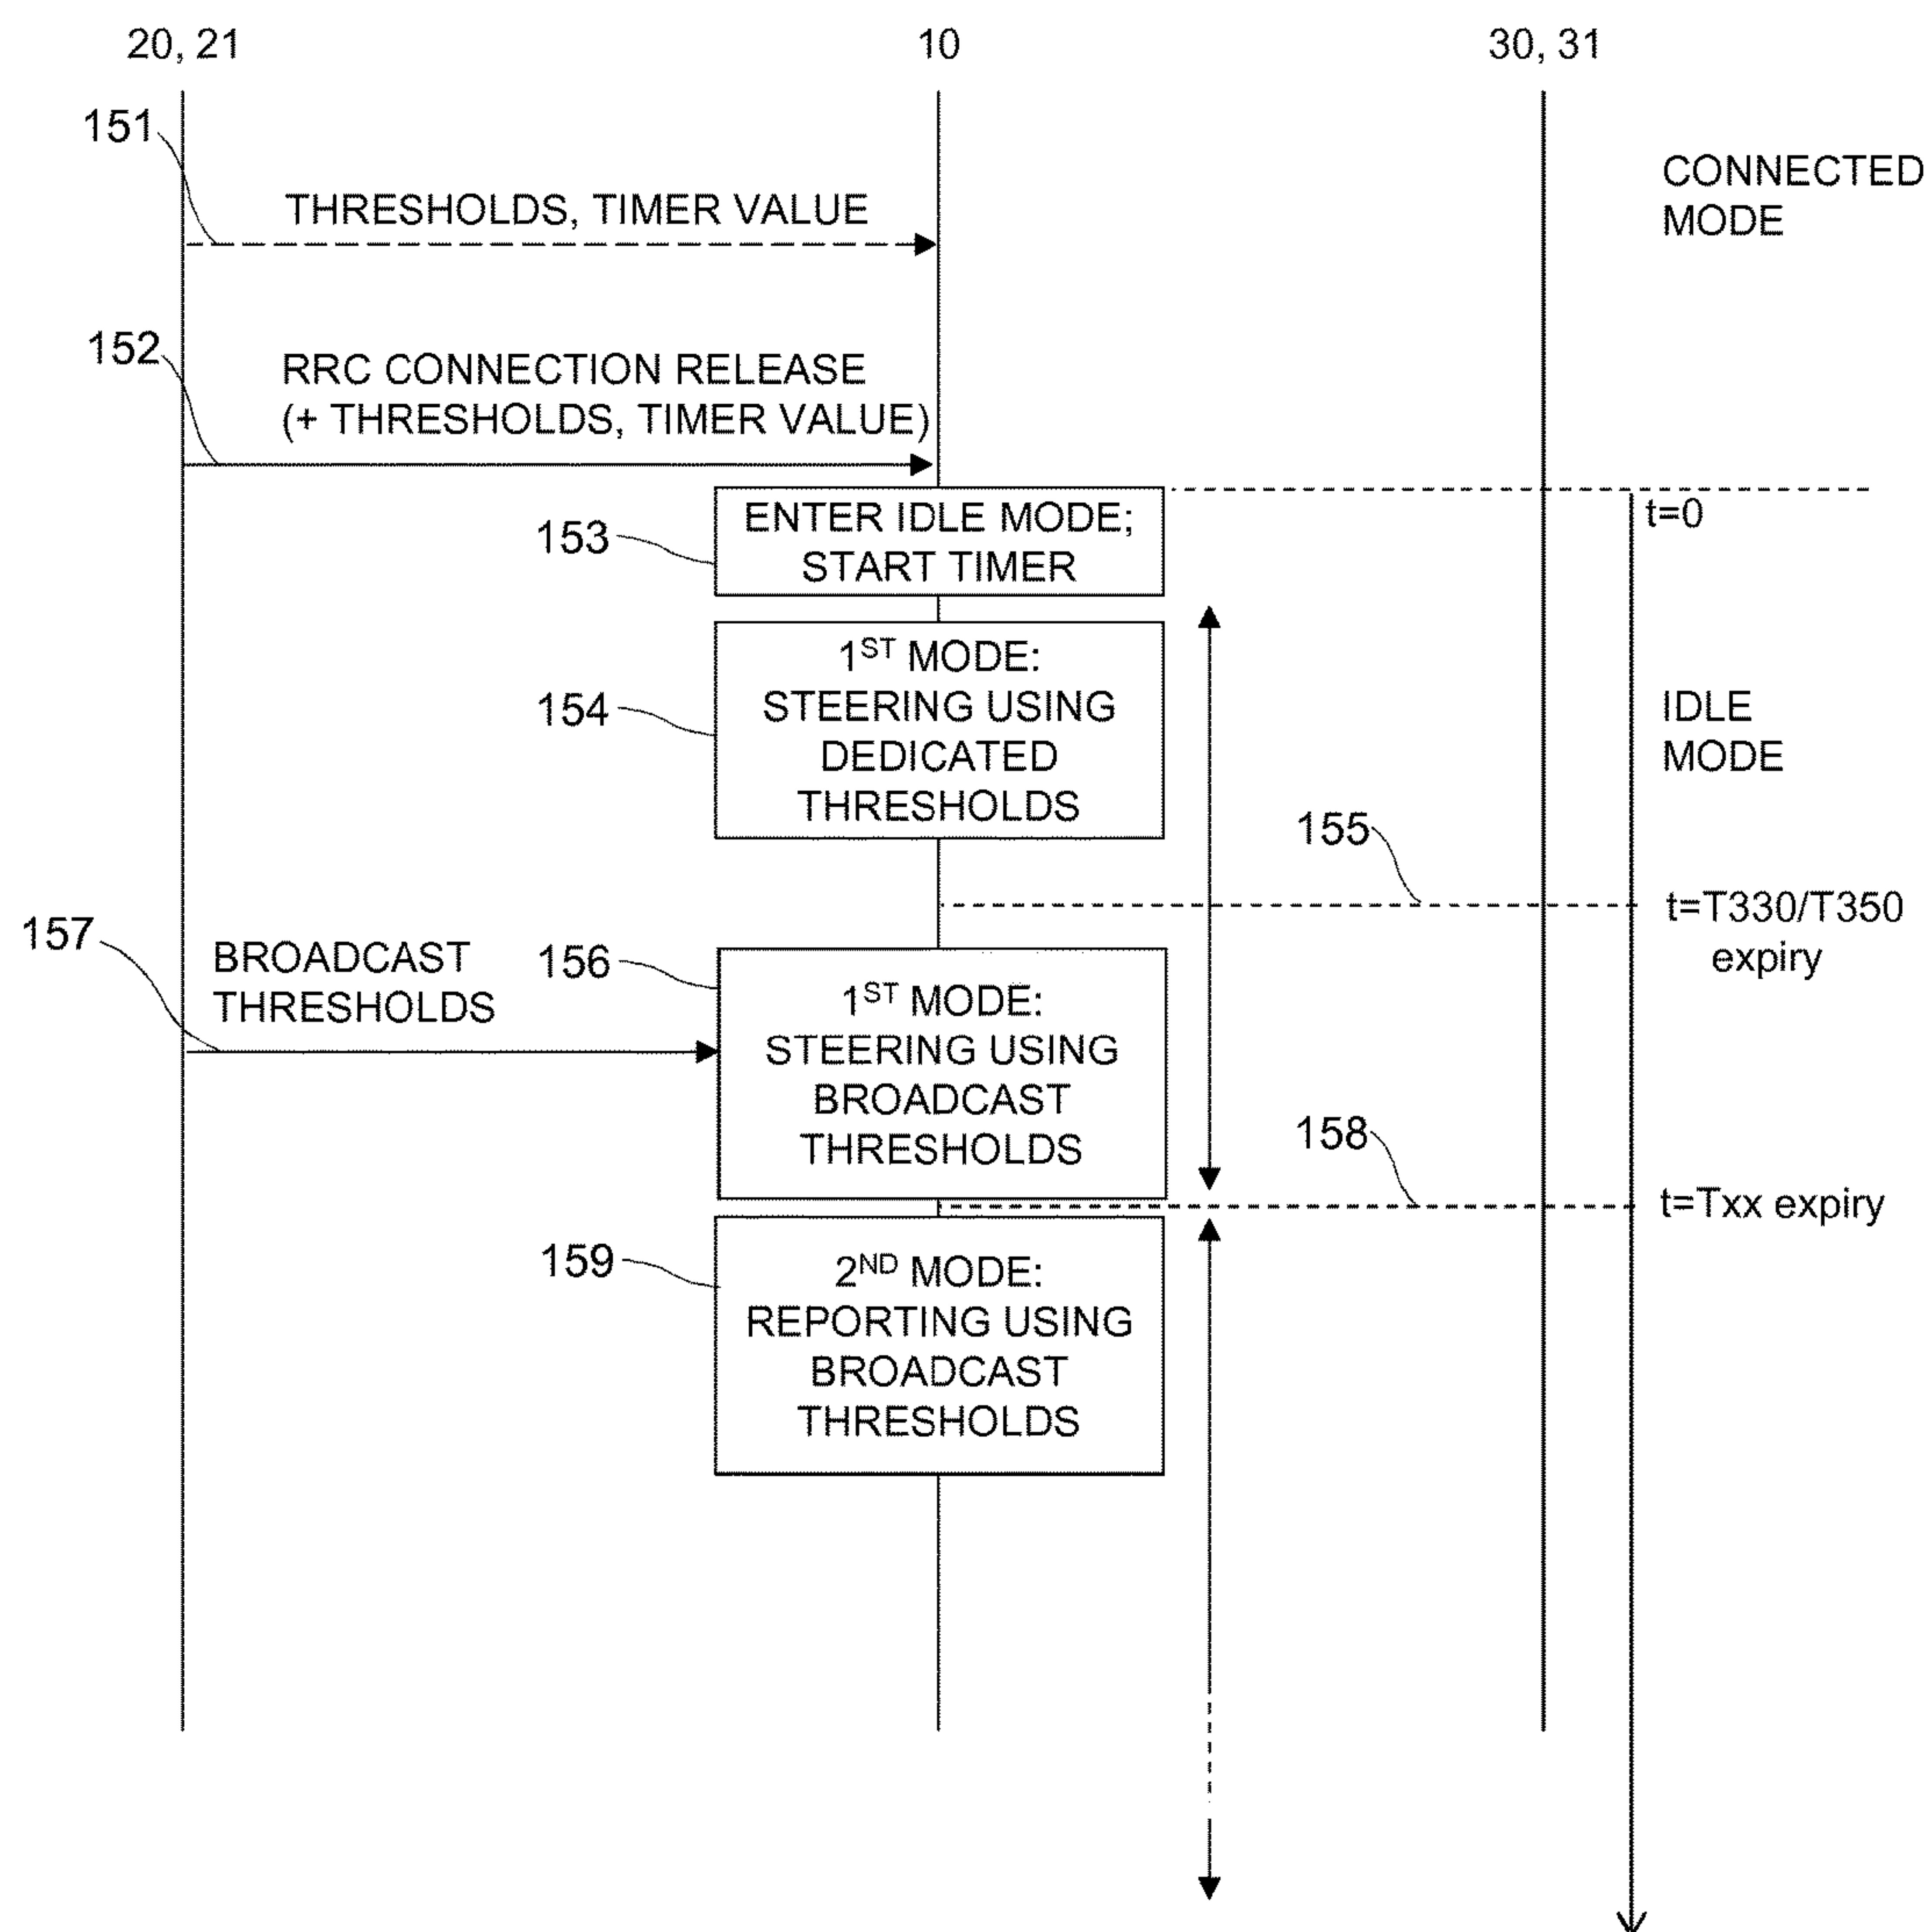 20, 21
10
30, 31
151
THRESHOLDS, TIMER VALUE
CONNECTED
MODE
152
RRC CONNECTION RELEASE
(+ THRESHOLDS, TIMER VALUE)
153
ENTER IDLE MODE;
START TIMER
t=0
154
1ST MODE:
STEERING USING
DEDICATED
THRESHOLDS
IDLE
MODE
155
t=T330/T350
expiry
157
BROADCAST
THRESHOLDS
156
1ST MODE:
STEERING USING
BROADCAST
THRESHOLDS
158
t=Txx expiry
159
2ND MODE:
REPORTING USING
BROADCAST
THRESHOLDS